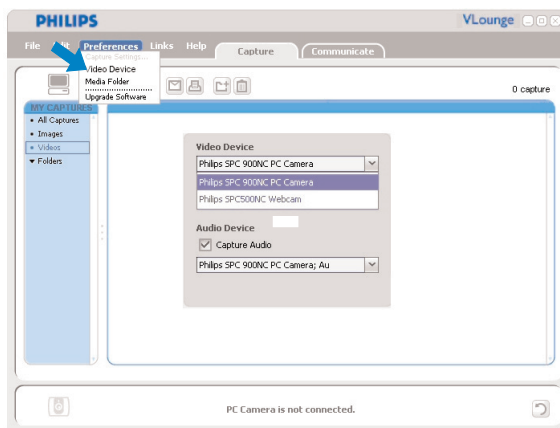 PHILIPS
VLounge
File Edit Preferences Links Help Capture Communicate
Capture Settings...
Video Device
Media Folder
Upgrade Software
0 capture
MY CAPTURES
All Captures
Images
Videos
Folders
Video Device
Philips SPC 900NC PC Camera
Philips SPC 900NC PC Camera
Philips SPC500NC Webcam
Audio Device
Capture Audio
Philips SPC 900NC PC Camera; Au
PC Camera is not connected.